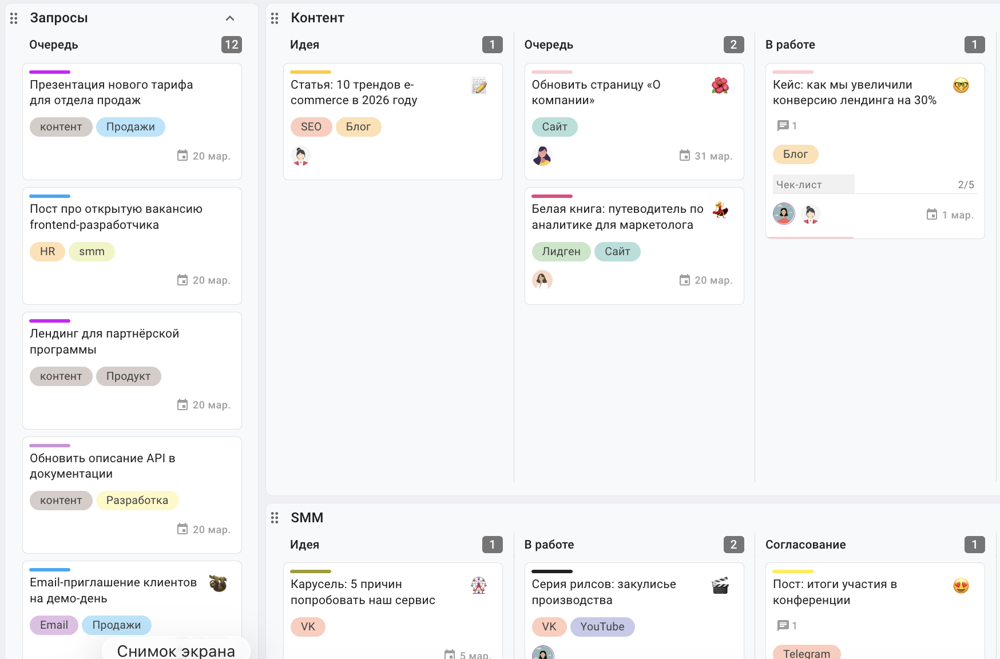 Запросы
Очередь 12
Презентация нового тарифа
для отдела продаж
контент Продажи
20 мар.
Пост про открытую вакансию
frontend-разработчика
HR smm
20 мар.
Лендинг для партнёрской
программы
контент Продукт
20 мар.
Обновить описание API в
документации
контент Разработка
20 мар.
Email-приглашение клиентов
на демо-день
Email Продажи
Снимок экрана
Контент
Идея 1
Статья: 10 трендов e-
commerce в 2026 году
SEO Блог
Очередь 2
Обновить страницу «О
компании»
Сайт
31 мар.
Белая книга: путеводитель по
аналитике для маркетолога
Лидген Сайт
20 мар.
В работе 1
Кейс: как мы увеличили
конверсию лендинга на 30%
1
Блог
Чек-лист 2/5
1 мар.
SMM
Идея 1
Карусель: 5 причин
попробовать наш сервис
VK
5 мар.
В работе 2
Серия рилсов: закулисье
производства
VK YouTube
Согласование 1
Пост: итоги участия в
конференции
1
Telegram